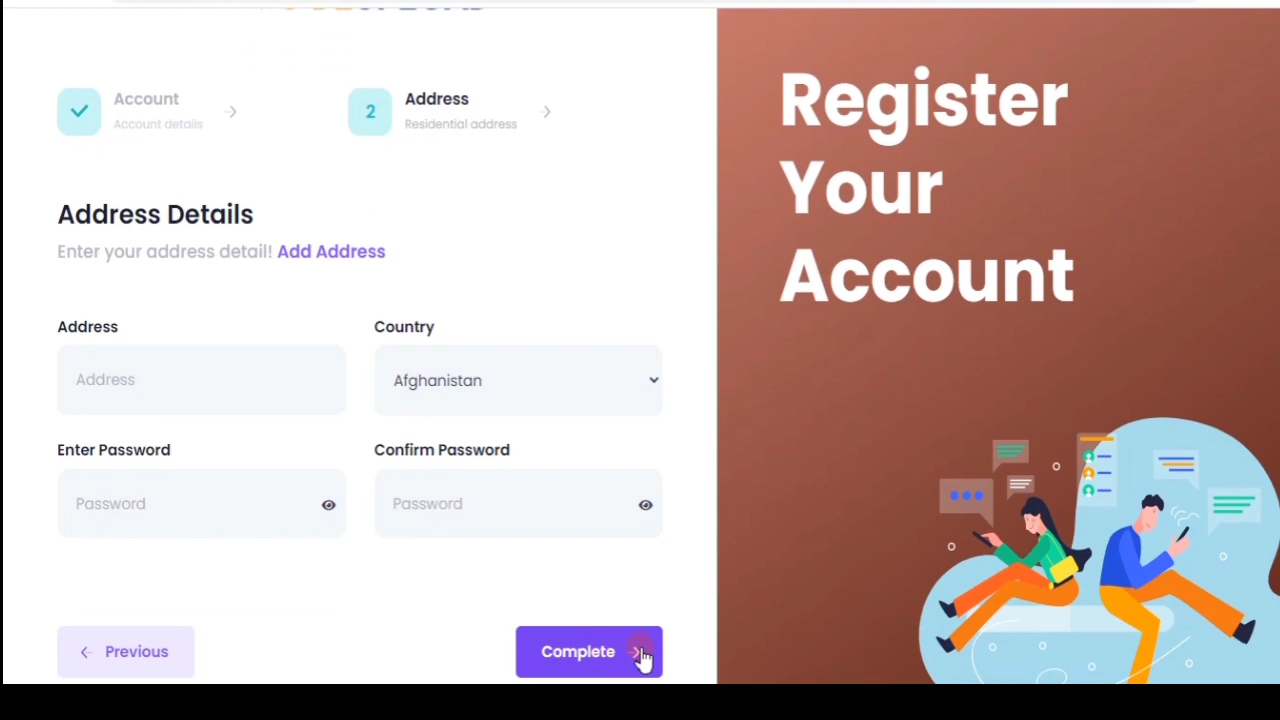 Account
Account details
2
Address
Residential address
Address Details
Enter your address detail! Add Address
Address
Country
Address
Afghanistan
Enter Password
Confirm Password
Password
Password
Previous
Complete
Register
Your
Account